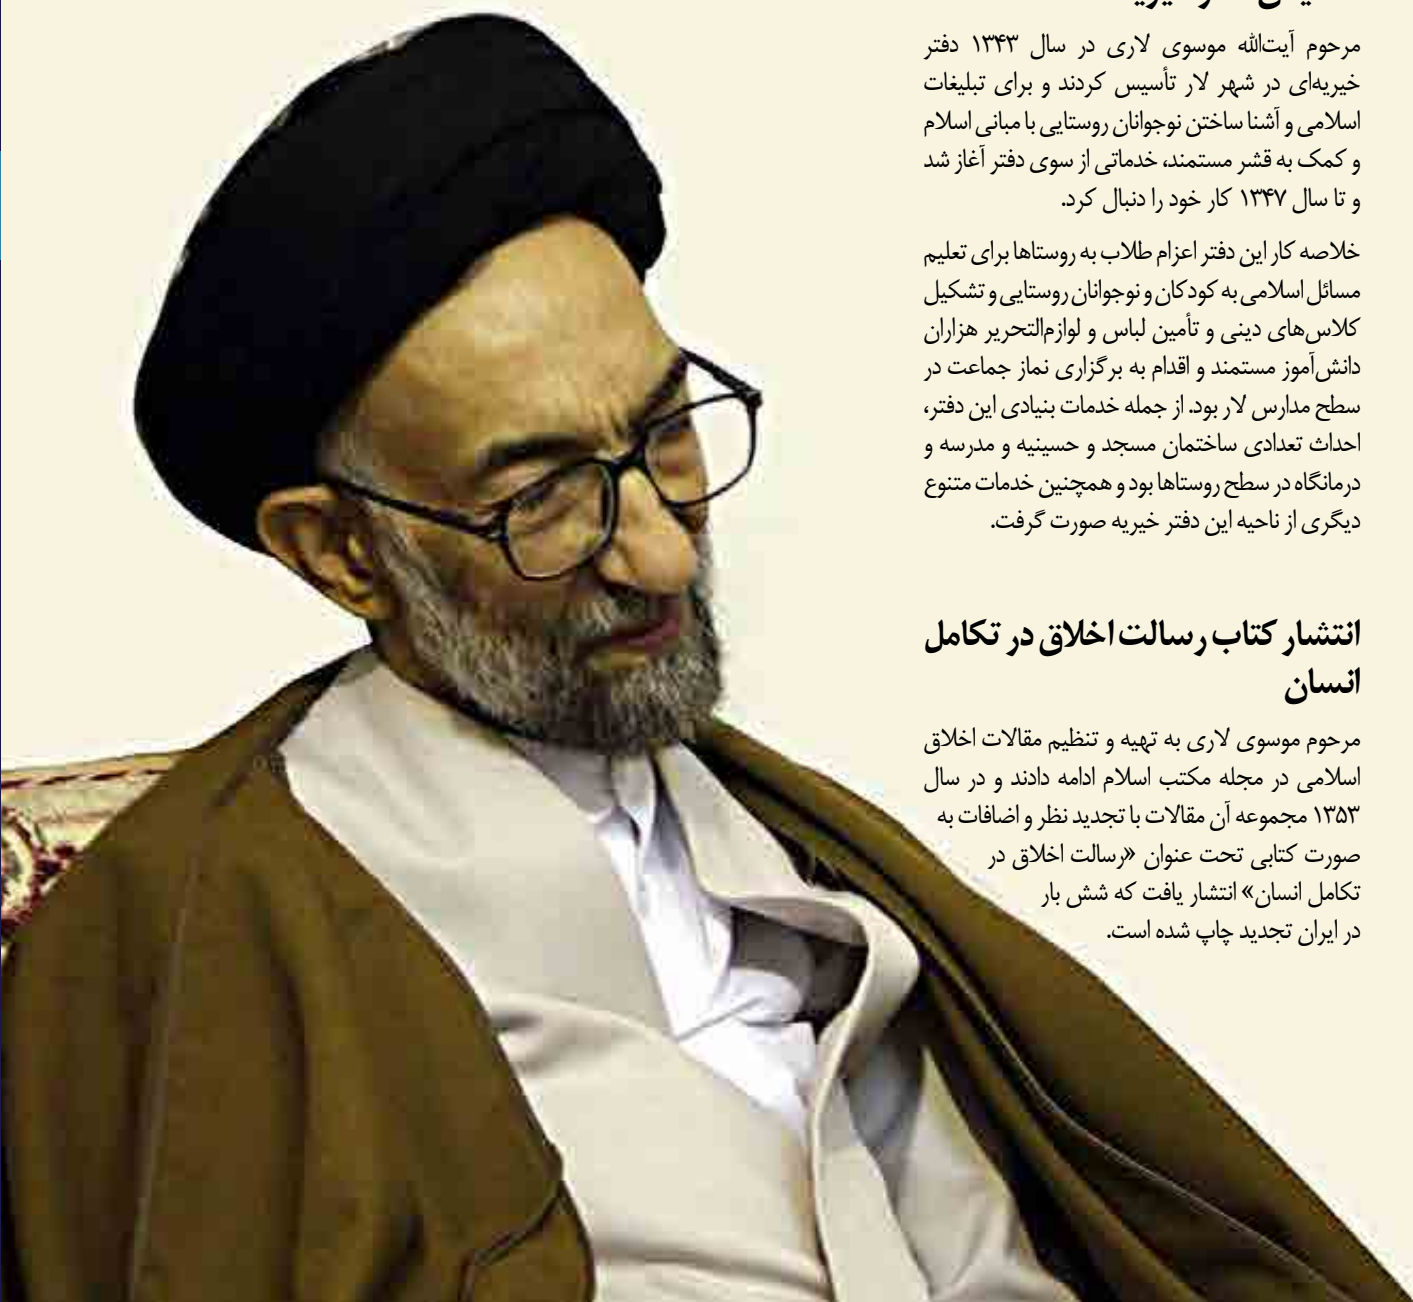 مرحوم آیت‌الله موسوی لاری در سال ۱۳۴۳ دفتر
خیریه‌ای در شهر لار تأسیس کردند و برای تبلیغات
اسلامی و آشنا ساختن نوجوانان روستایی با مبانی اسلام
و کمک به قشر مستمند، خدماتی از سوی دفتر آغاز شد
و تا سال ۱۳۴۷ کار خود را دنبال کرد.
خلاصه کار این دفتر اعزام طلاب به روستاها برای تعلیم
مسائل اسلامی به کودکان و نوجوانان روستایی و تشکیل
کلاس‌های دینی و تأمین لباس و لوازم‌التحریر هزاران
دانش‌آموز مستمند و اقدام به برگزاری نماز جماعت در
سطح مدارس لار بود. از جمله خدمات بنیادی این دفتر،
احداث تعدادی ساختمان مسجد و حسینیه و مدرسه و
درمانگاه در سطح روستاها بود و همچنین خدمات متنوع
دیگری از ناحیه این دفتر خیریه صورت گرفت.
انتشار کتاب رسالت اخلاق در تکامل
انسان
مرحوم موسوی لاری به تهیه و تنظیم مقالات اخلاق
اسلامی در مجله مکتب اسلام ادامه دادند و در سال
۱۳۵۳ مجموعه آن مقالات با تجدید نظر و اضافات به
صورت کتابی تحت عنوان «رسالت اخلاق در
تکامل انسان» انتشار یافت که شش بار
در ایران تجدید چاپ شده است.